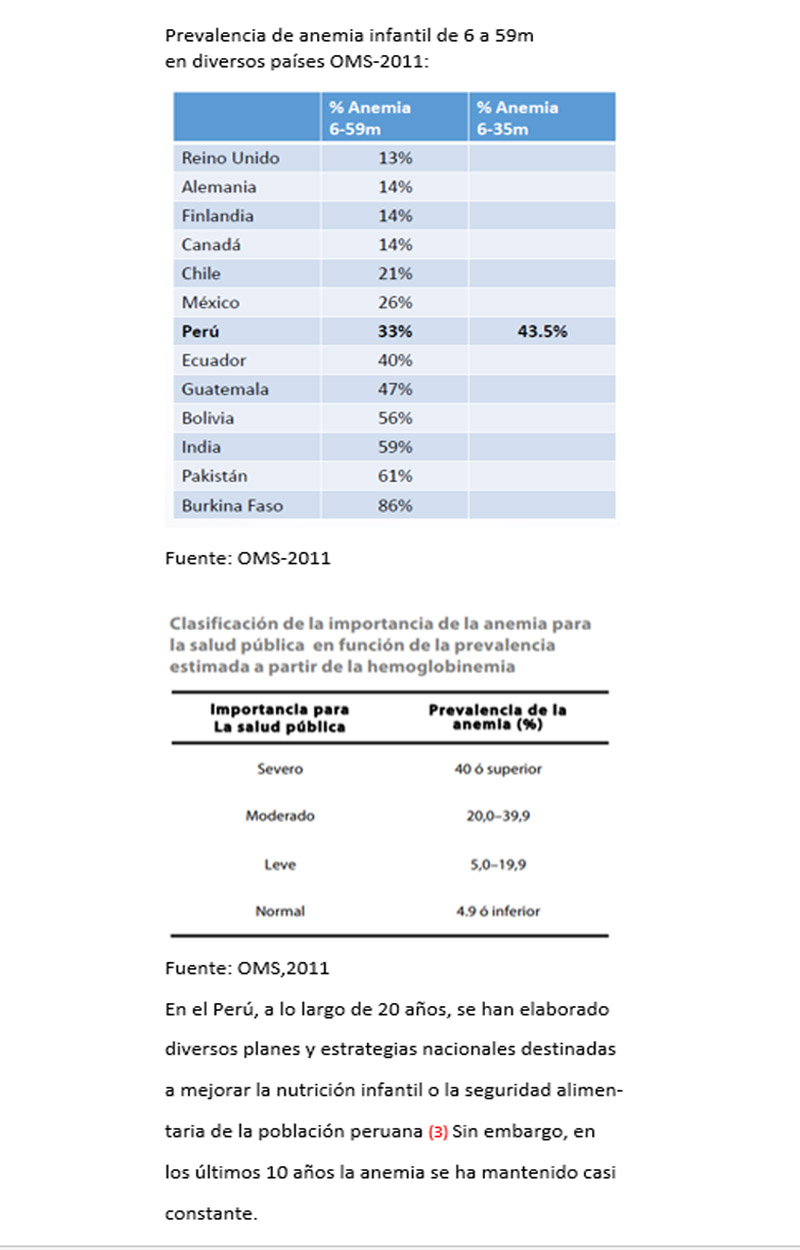 Prevalencia de anemia infantil de 6 a 59m
en diversos países OMS-2011:
% Anemia 6-59m % Anemia 6-35m
Reino Unido 13%
Alemania 14%
Finlandia 14%
Canadá 14%
Chile 21%
México 26%
Perú 33% 43.5%
Ecuador 40%
Guatemala 47%
Bolivia 56%
India 59%
Pakistán 61%
Burkina Faso 86%
Fuente: OMS-2011
Clasificación de la importancia de la anemia para
la salud pública en función de la prevalencia
estimada a partir de la hemoglobinemia
Importancia para La salud pública Prevalencia de la anemia (%)
Severo 40 ó superior
Moderado 20,0–39,9
Leve 5,0–19,9
Normal 4.9 ó inferior
Fuente: OMS,2011
En el Perú, a lo largo de 20 años, se han elaborado
diversos planes y estrategias nacionales destinadas
a mejorar la nutrición infantil o la seguridad alimen-
taria de la población peruana (3) Sin embargo, en
los últimos 10 años la anemia se ha mantenido casi
constante.